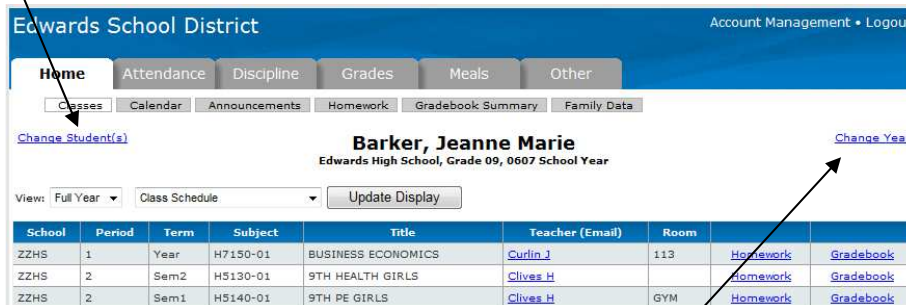 Edwards School District
Account Management • Logou
Home Attendance Discipline Grades Meals Other
Classes Calendar Announcements Homework Gradebook Summary Family Data
Change Student(s) Barker, Jeanne Marie Change Yea
Edwards High School, Grade 09, 0607 School Year
View: Full Year Class Schedule Update Display
School Period Term Subject Title Teacher (Email) Room
ZZHS 1 Year H7150-01 BUSINESS ECONOMICS Curlin J 113 Homework Gradebook
ZZHS 2 Sem2 H5130-01 9TH HEALTH GIRLS Clives H Homework Gradebook
ZZHS 2 Sem1 H5140-01 9TH PE GIRLS Clives H GYM Homework Gradebook